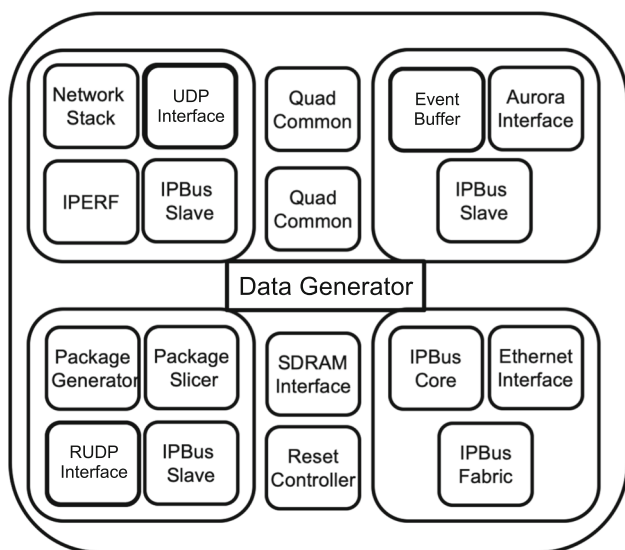 Network
Stack
UDP
Interface
IPERF
IPBus
Slave
Quad
Common
Quad
Common
Event
Buffer
Aurora
Interface
IPBus
Slave
Data Generator
Package
Generator
Package
Slicer
RUDP
Interface
IPBus
Slave
SDRAM
Interface
Reset
Controller
IPBus
Core
Ethernet
Interface
IPBus
Fabric